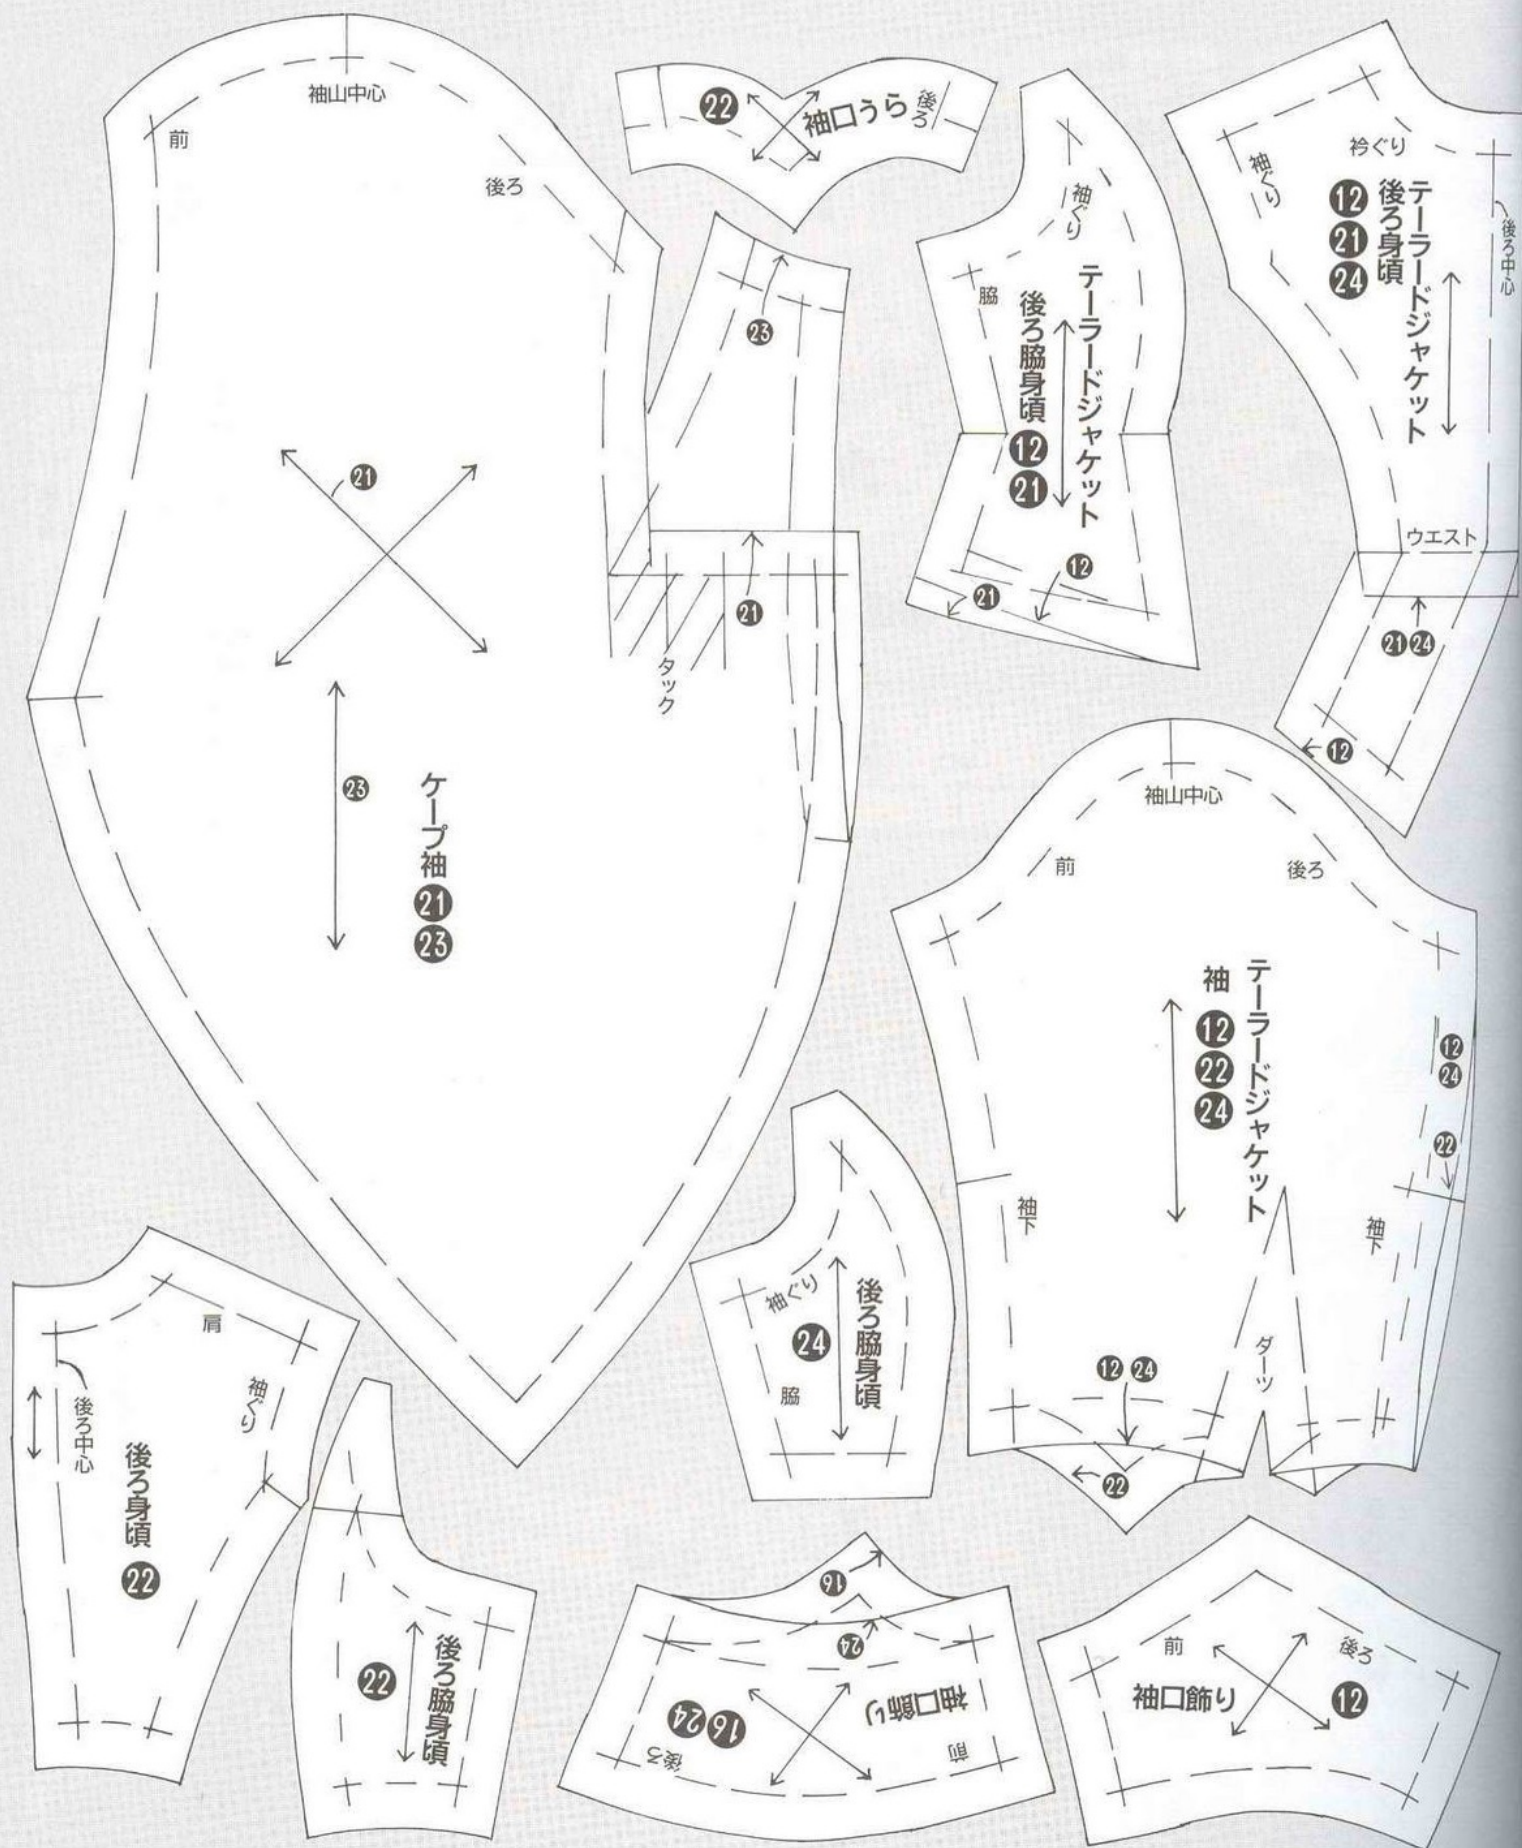 袖山中心
前
後ろ
21
23
ケープ袖
21
23
タック
21
23
22
袖口うら
後ろ
袖ぐり
脇
テーラードジャケット
後ろ脇身頃
12
21
12
21
衿ぐり
袖ぐり
後ろ中心
テーラードジャケット
後ろ身頃
12
21
24
ウエスト
21 24
12
袖山中心
前
後ろ
テーラードジャケット
袖
12
22
24
12
24
22
袖下
袖下
ダーツ
12 24
22
袖ぐり
後ろ脇身頃
24
脇
肩
袖ぐり
後ろ中心
後ろ身頃
22
後ろ脇身頃
22
16
24
袖口飾り
16
24
前
後ろ
前
後ろ
袖口飾り
12